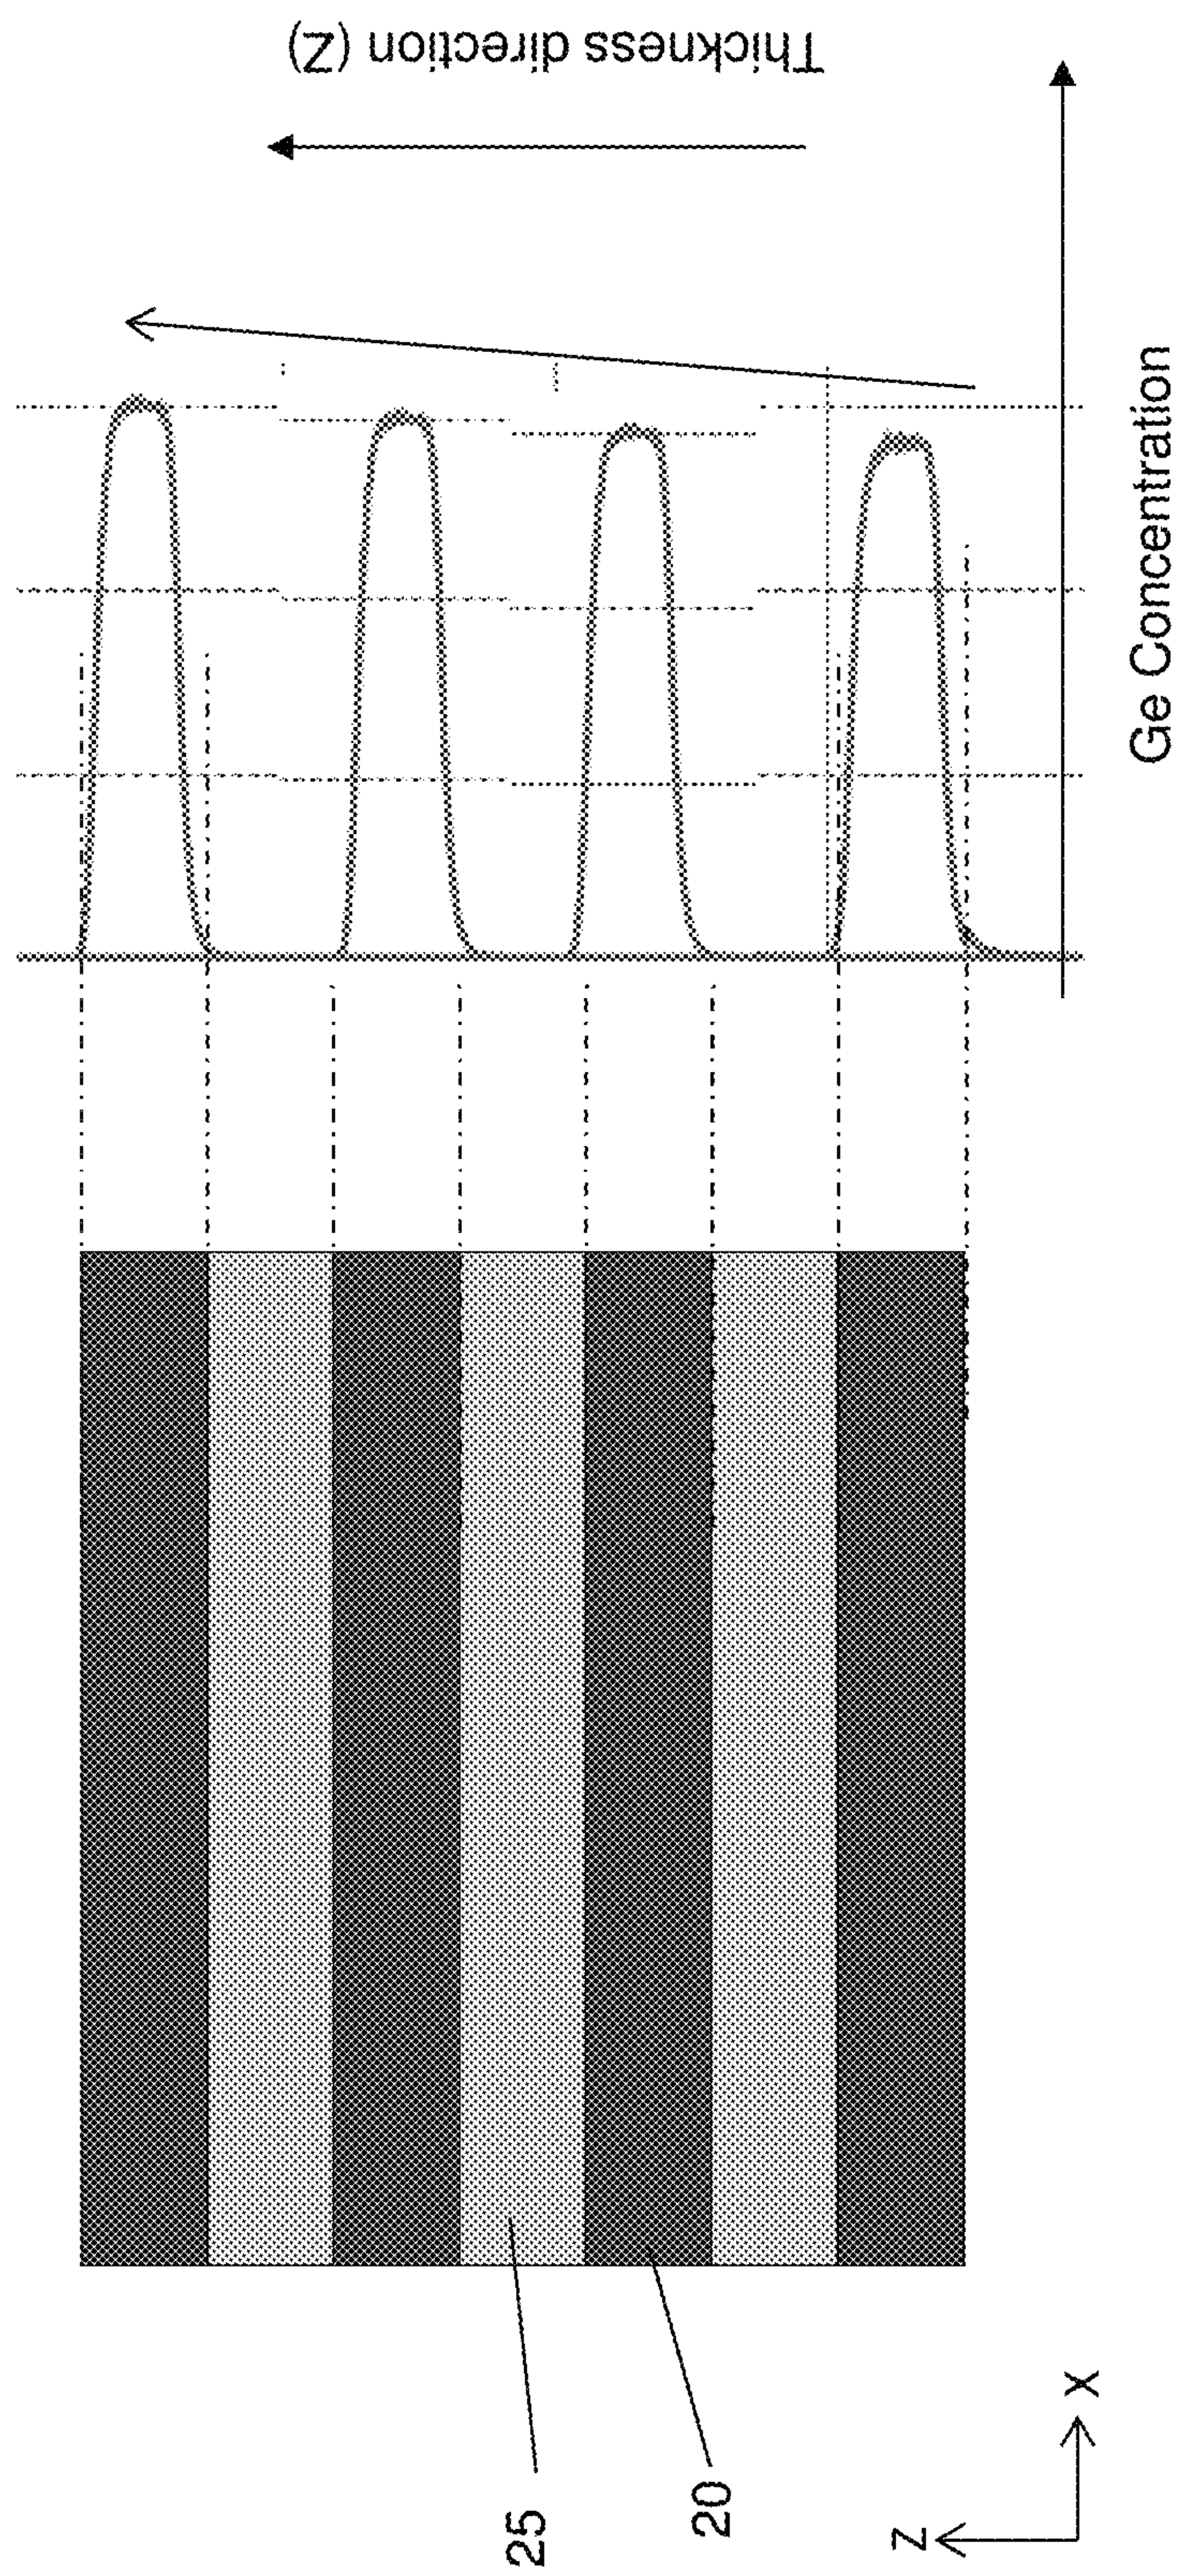 Thickness direction (Z)
Ge Concentration
25
20
Z
X